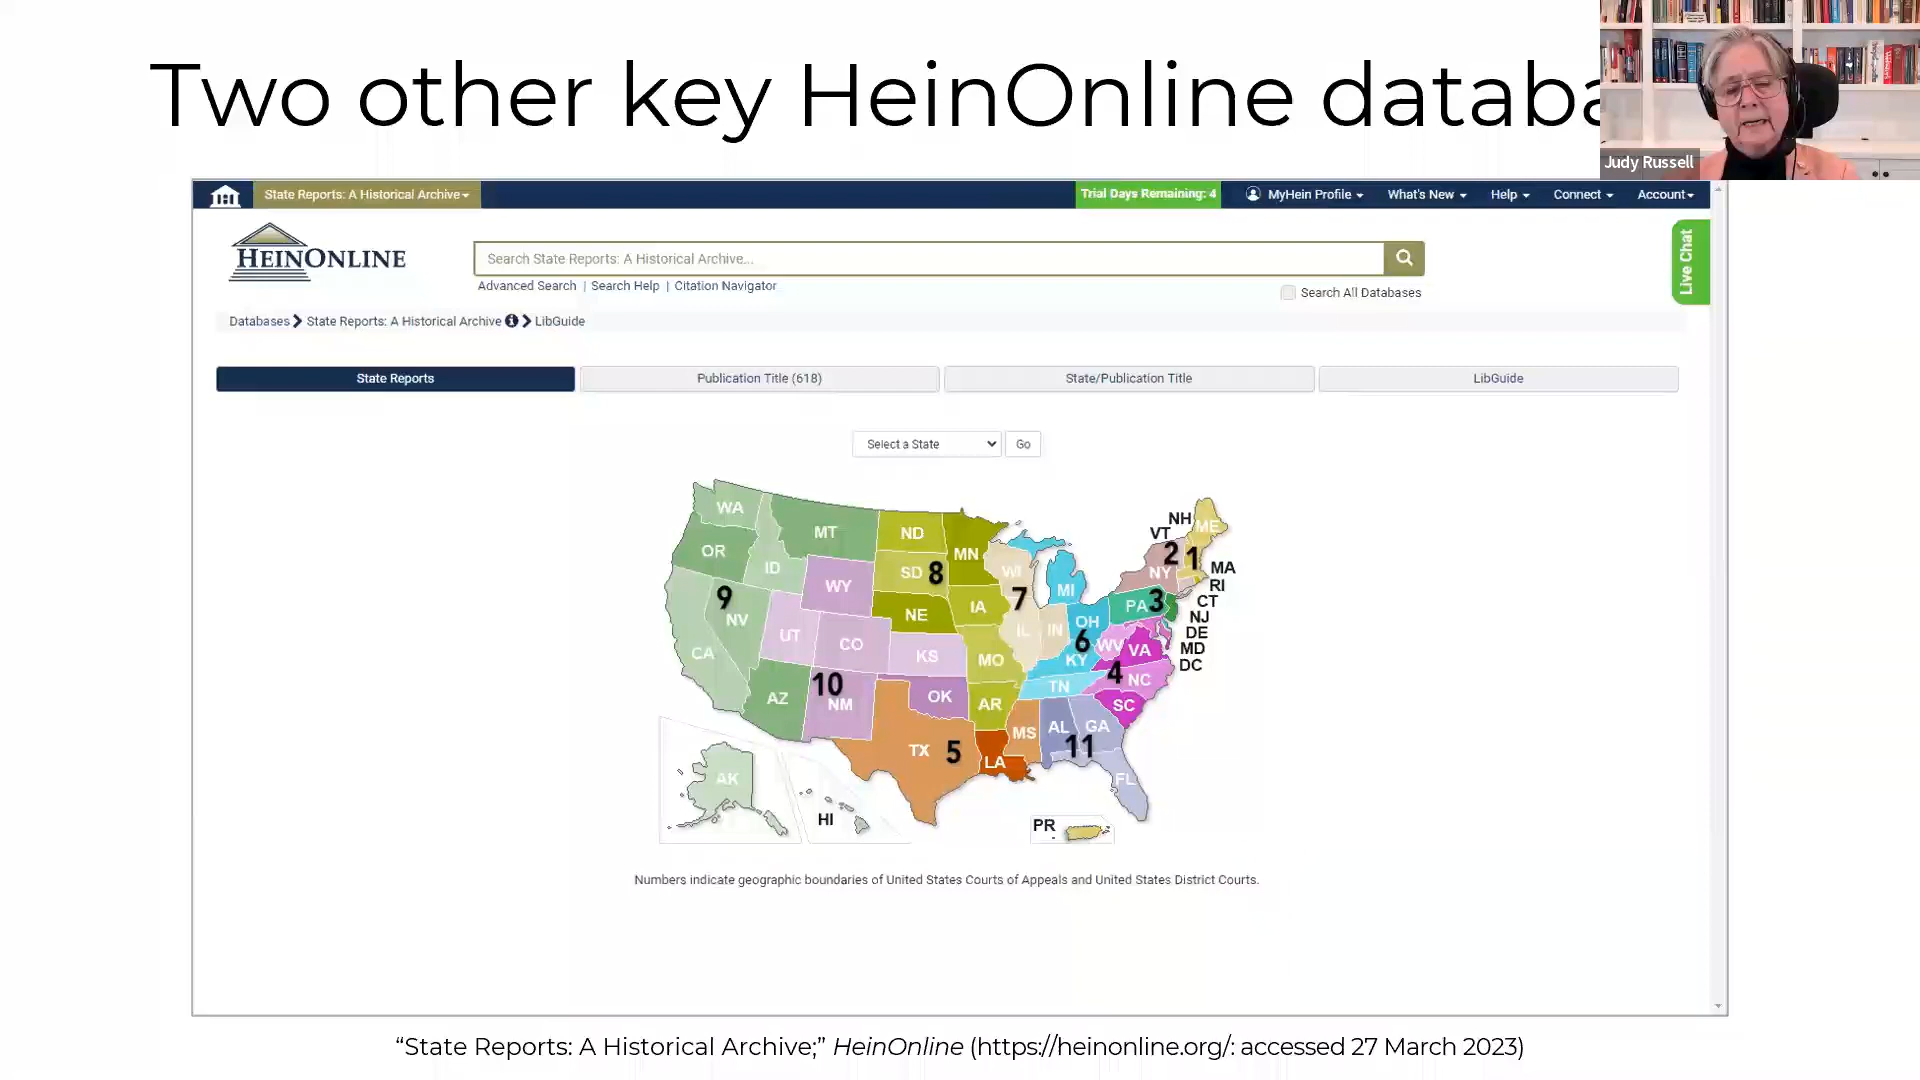 Two other key HeinOnline databa
Judy Russell
State Reports: A Historical Archive
Trial Days Remaining: 4
MyHein Profile
What's New
Help
Connect
Account
HEINONLINE
Search State Reports: A Historical Archive...
Advanced Search | Search Help | Citation Navigator
Search All Databases
Live Chat
Databases State Reports: A Historical Archive LibGuide
State Reports
Publication Title (618)
State/Publication Title
LibGuide
Select a State
Go
WA
MT
ND
MN
NH
ME
VT
OR
ID
SD
8
WI
2
1
NY
MA
WY
MI
RI
9
NV
NE
IA
7
PA
3
CT
NJ
UT
CO
IL
IN
OH
6
WV
VA
DE
MD
DC
CA
KS
MO
KY
4
NC
10
AZ
NM
OK
AR
TN
SC
TX
5
LA
MS
AL
GA
11
FL
AK
HI
PR
Numbers indicate geographic boundaries of United States Courts of Appeals and United States District Courts.
“State Reports: A Historical Archive;” HeinOnline (https://heinonline.org/: accessed 27 March 2023)